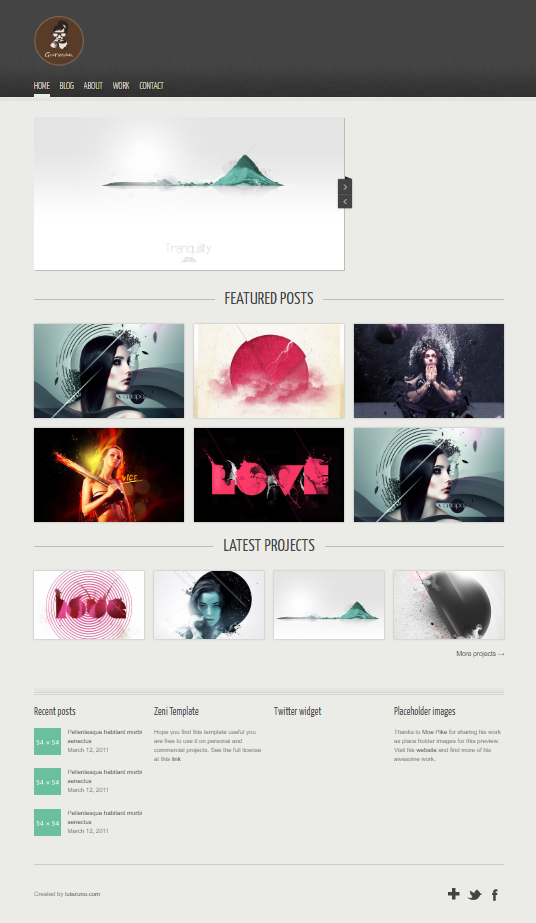 Gurman
HOME BLOG ABOUT WORK CONTACT
Tranquility
FEATURED POSTS
VICE
LOVE
LATEST PROJECTS
More projects →
Recent posts
54 × 54
Pellentesque habitant morbi
senectus
March 12, 2011
54 × 54
Pellentesque habitant morbi
senectus
March 12, 2011
54 × 54
Pellentesque habitant morbi
senectus
March 12, 2011
Zeni Template
Hope you find this template useful you
are free to use it on personal and
commercial projects. See the full license
at this link
Twitter widget
Placeholder images
Thanks to Moe Pike for sharing his work
as place holder images for this preview.
Visit his website and find more of his
awesome work.
Created by luiszuno.com